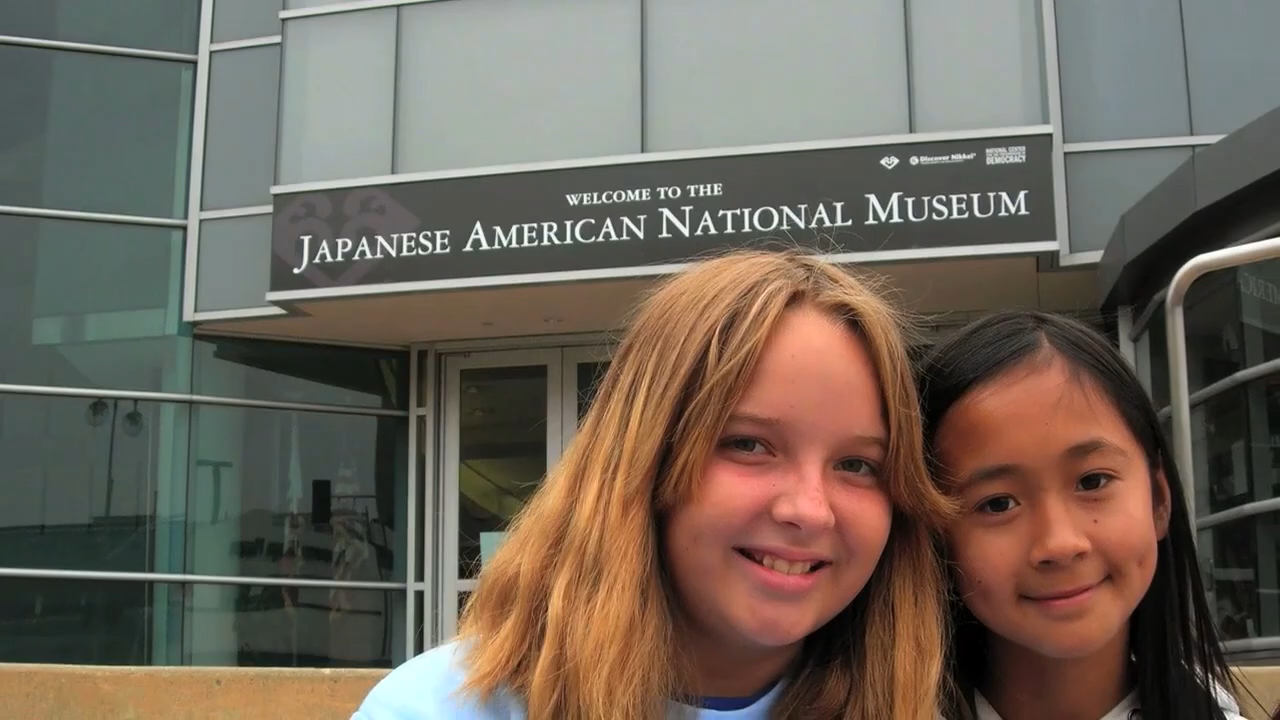 WELCOME TO THE
JAPANESE AMERICAN NATIONAL MUSEUM
Discover Nikkei
NATIONAL CENTER
DEMOCRACY